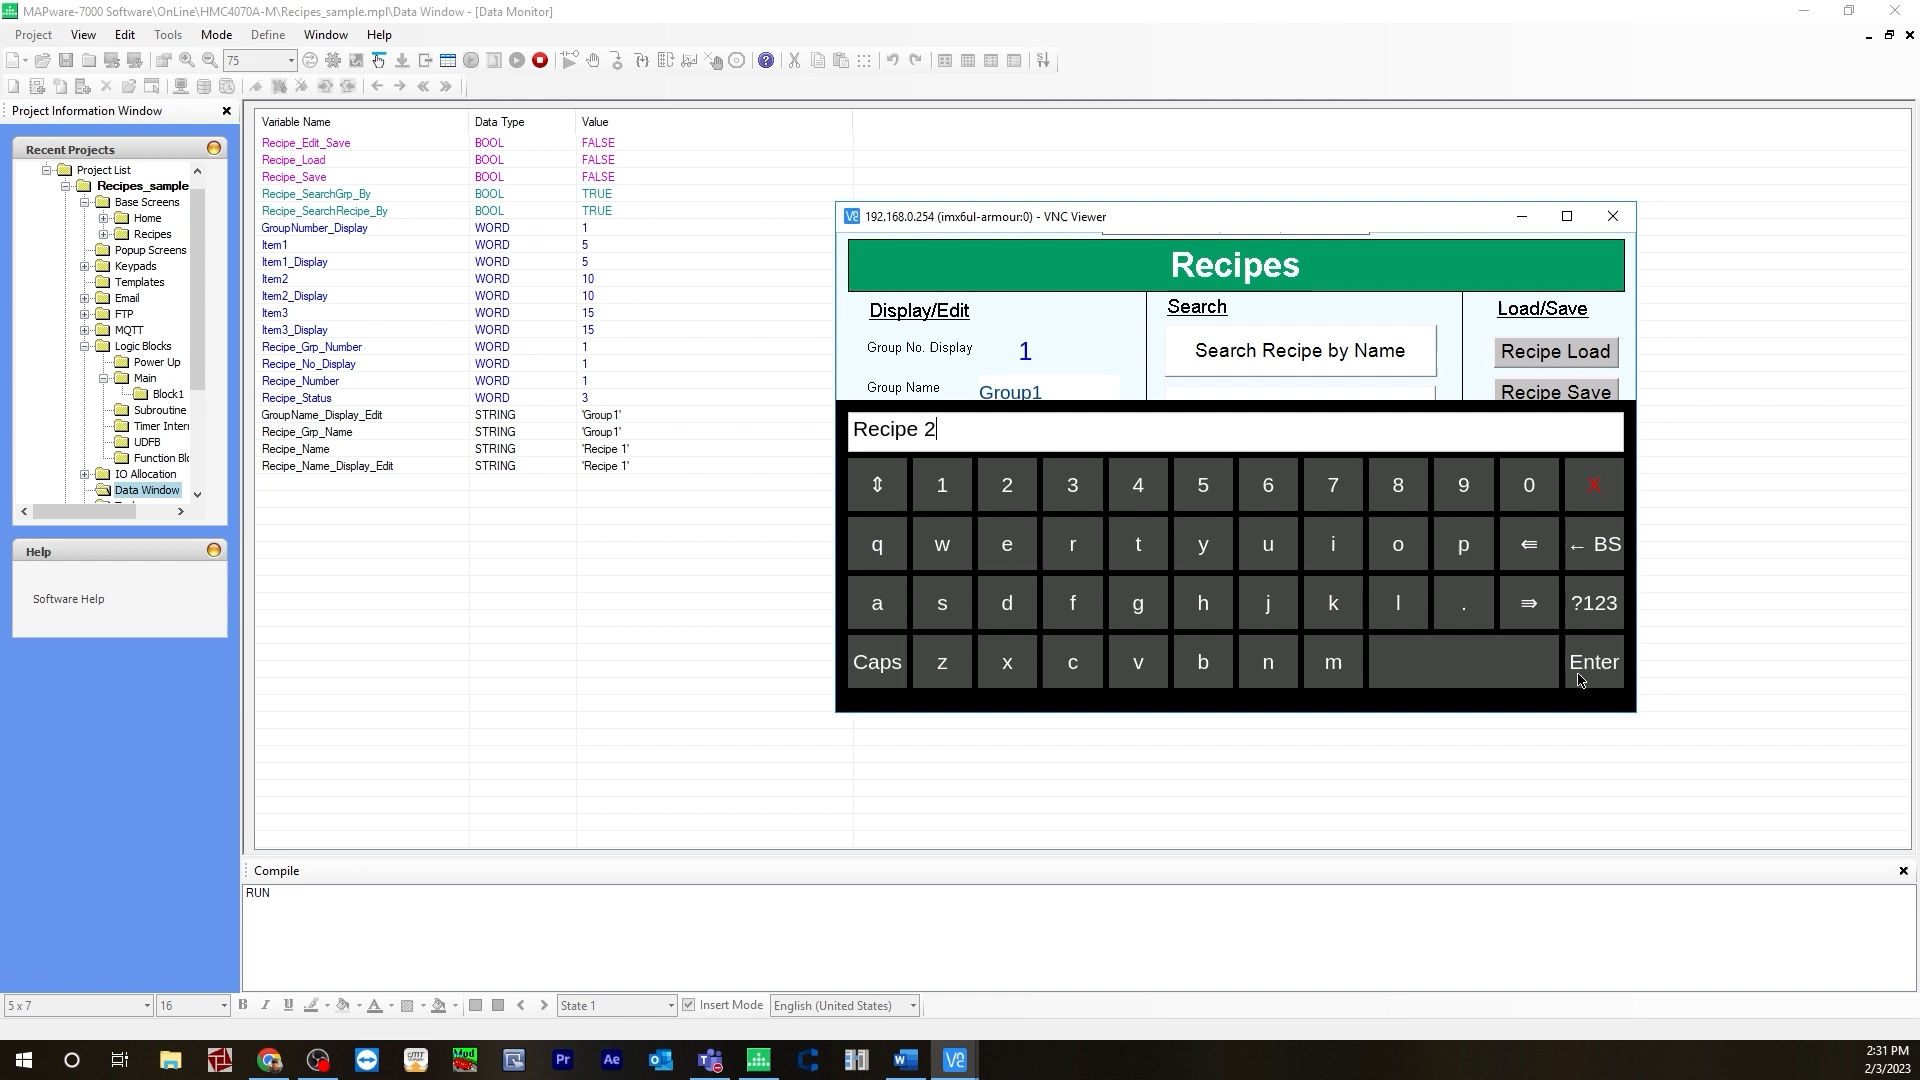 MAPware-7000 Software\OnLine\HMC4070A-M\Recipes_sample.mpl\Data Window - [Data Monitor]
Project View Edit Tools Mode Define Window Help
75
Project Information Window
Recent Projects
Project List
Recipes_sample
Base Screens
Home
Recipes
Popup Screens
Keypads
Templates
Email
FTP
MQTT
Logic Blocks
Power Up
Main
Block1
Subroutine
Timer Inter
UDFB
Function Blo
IO Allocation
Data Window
Help
Software Help
Variable Name Data Type Value
Recipe_Edit_Save BOOL FALSE
Recipe_Load BOOL FALSE
Recipe_Save BOOL FALSE
Recipe_SearchGrp_By BOOL TRUE
Recipe_SearchRecipe_By BOOL TRUE
GroupNumber_Display WORD 1
Item1 WORD 5
Item1_Display WORD 5
Item2 WORD 10
Item2_Display WORD 10
Item3 WORD 15
Item3_Display WORD 15
Recipe_Grp_Number WORD 1
Recipe_No_Display WORD 1
Recipe_Number WORD 1
Recipe_Status WORD 3
GroupName_Display_Edit STRING 'Group1'
Recipe_Grp_Name STRING 'Group1'
Recipe_Name STRING 'Recipe 1'
Recipe_Name_Display_Edit STRING 'Recipe 1'
192.168.0.254 (imx6ul-armour:0) - VNC Viewer
Recipes
Display/Edit Search Load/Save
Group No. Display 1 Search Recipe by Name Recipe Load
Group Name Group1 Recipe Save
Recipe 2
⇕ 1 2 3 4 5 6 7 8 9 0 X
q w e r t y u i o p ⇐ ← BS
a s d f g h j k l . ⇒ ?123
Caps z x c v b n m Enter
Compile
RUN
5 x 7 16 B I U A State 1 Insert Mode English (United States)
Pr Ae
2:31 PM
2/3/2023